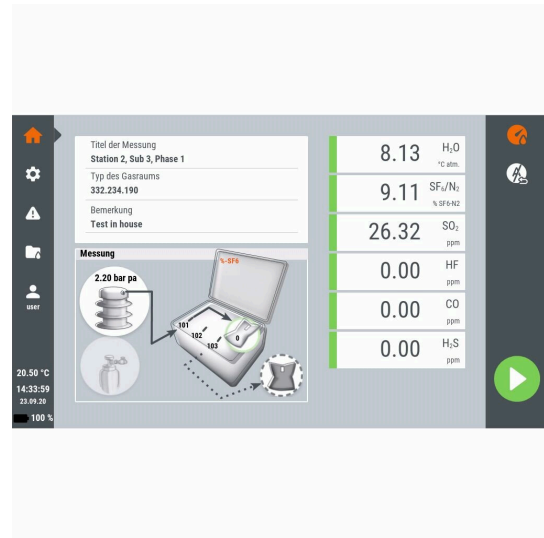 Titel der Messung
Station 2, Sub 3, Phase 1
Typ des Gasraums
332.234.190
Bemerkung
Test in house
Messung
%-SF6
2.20 bar pa
101
102
103
0
8.13 H₂O
°C atm.
9.11 SF₆/N₂
% SF6-N2
26.32 SO₂
ppm
0.00 HF
ppm
0.00 CO
ppm
0.00 H₂S
ppm
user
20.50 °C
14:33:59
23.09.20
100 %